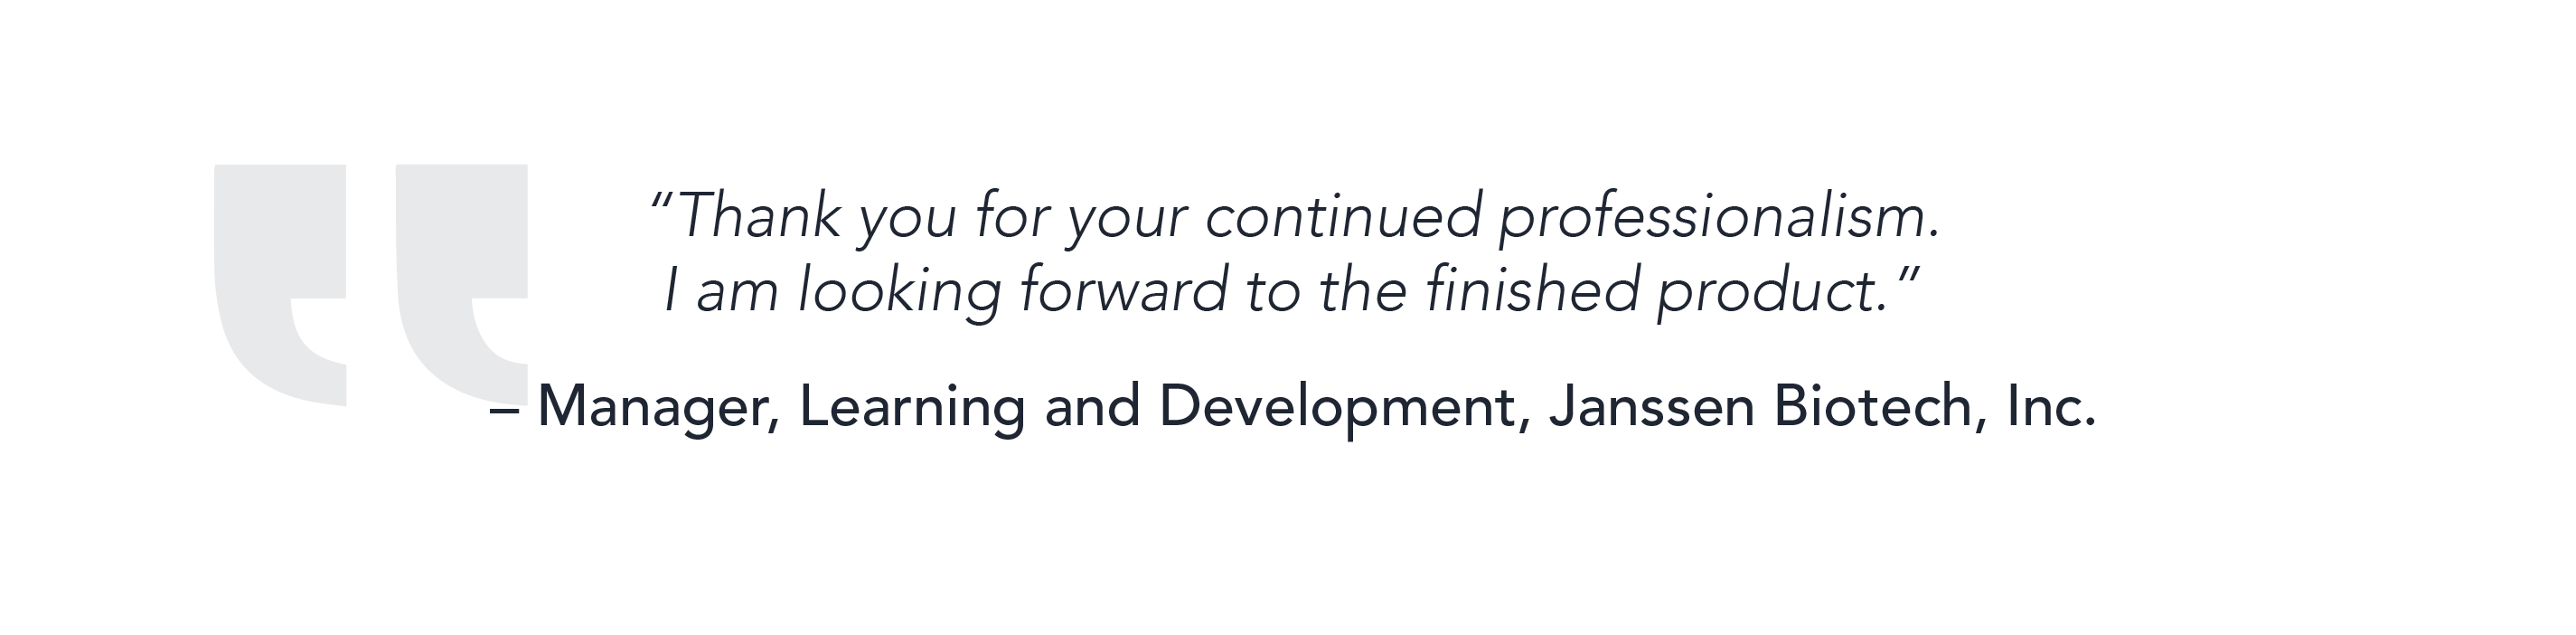 “Thank you for your continued professionalism.
I am looking forward to the finished product.”
– Manager, Learning and Development, Janssen Biotech, Inc.